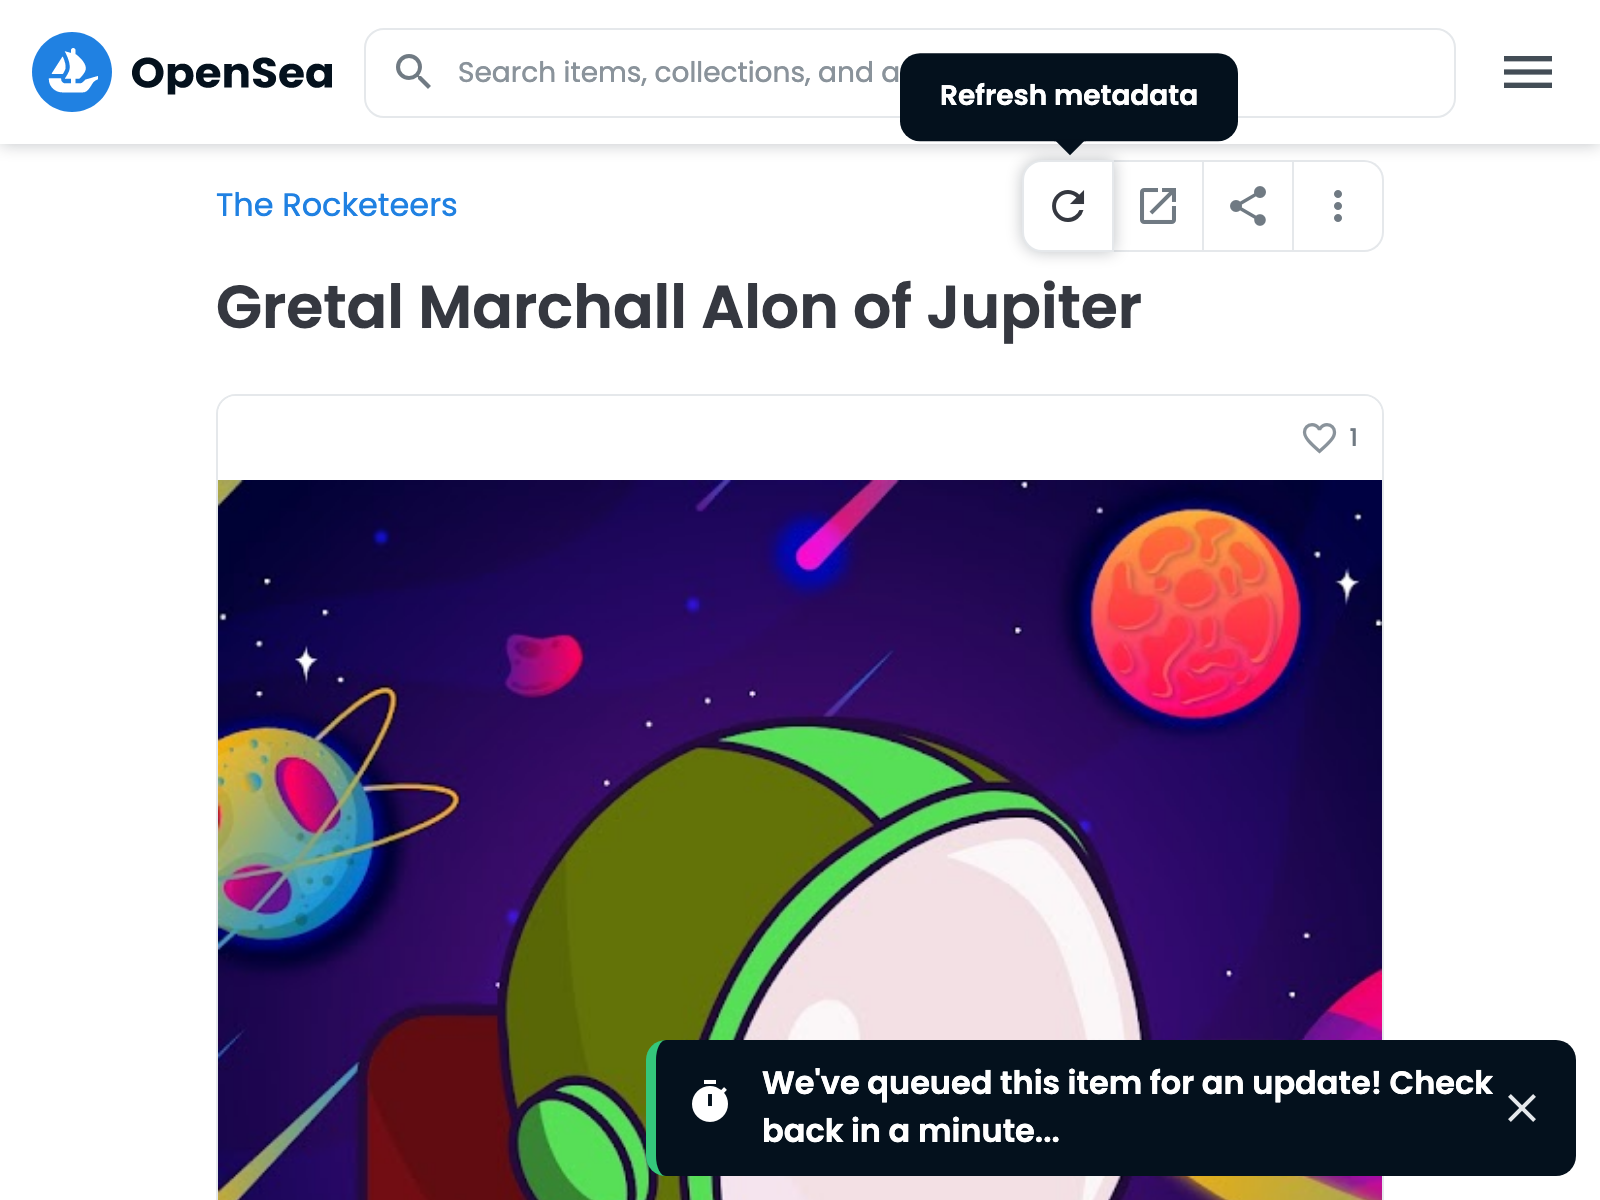 OpenSea
Search items, collections, and a
Refresh metadata
The Rocketeers
Gretal Marchall Alon of Jupiter
1
We've queued this item for an update! Check
back in a minute...